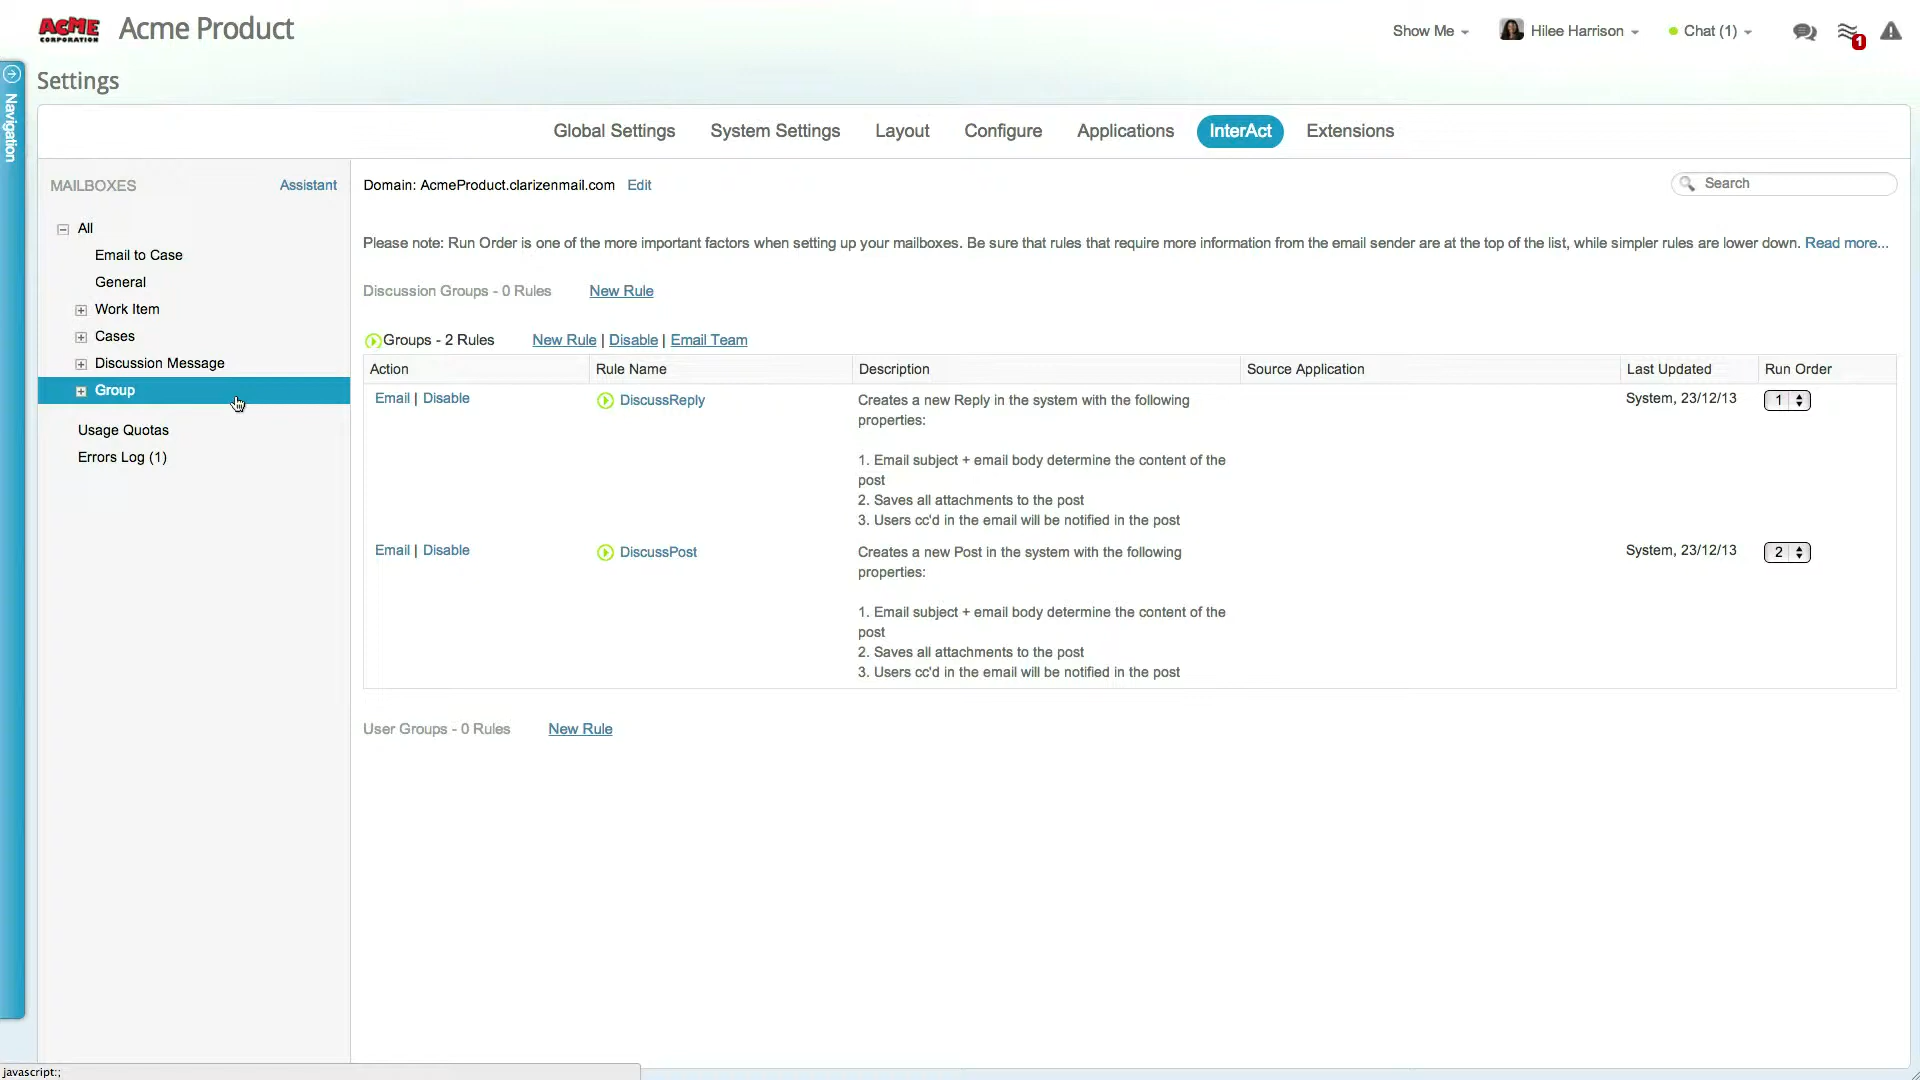 ACME
CORPORATION
Acme Product
Show Me
Hilee Harrison
Chat (1)
1
Navigation
Settings
Global Settings
System Settings
Layout
Configure
Applications
InterAct
Extensions
MAILBOXES
Assistant
Domain: AcmeProduct.clarizenmail.com Edit
Search
All
Email to Case
General
Work Item
Cases
Discussion Message
Group
Usage Quotas
Errors Log (1)
Please note: Run Order is one of the more important factors when setting up your mailboxes. Be sure that rules that require more information from the email sender are at the top of the list, while simpler rules are lower down. Read more...
Discussion Groups - 0 Rules New Rule
Groups - 2 Rules New Rule | Disable | Email Team
Action Rule Name Description Source Application Last Updated Run Order
Email | Disable DiscussReply Creates a new Reply in the system with the following System, 23/12/13 1
properties:
1. Email subject + email body determine the content of the
post
2. Saves all attachments to the post
3. Users cc'd in the email will be notified in the post
Email | Disable DiscussPost Creates a new Post in the system with the following System, 23/12/13 2
properties:
1. Email subject + email body determine the content of the
post
2. Saves all attachments to the post
3. Users cc'd in the email will be notified in the post
User Groups - 0 Rules New Rule
javascript:;